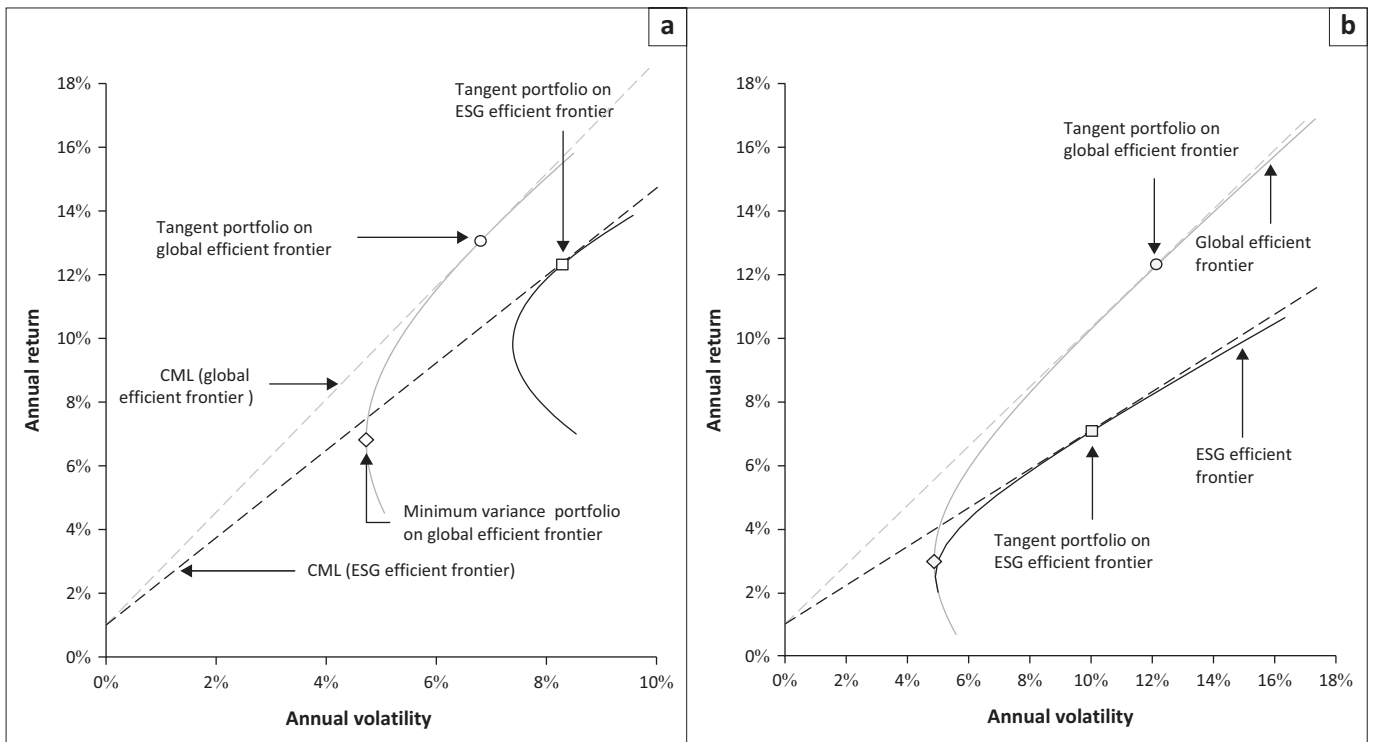 a
18%
16%
14%
12%
10%
8%
6%
4%
2%
0%
Annual return
Tangent portfolio on
ESG efficient frontier
Tangent portfolio on
global efficient frontier
CML (global
efficient frontier )
Minimum variance portfolio
on global efficient frontier
CML (ESG efficient frontier)
0%
2%
4%
6%
8%
10%
Annual volatility
b
18%
16%
14%
12%
10%
8%
6%
4%
2%
0%
Annual return
Tangent portfolio on
global efficient frontier
Global efficient
frontier
ESG efficient
frontier
Tangent portfolio on
ESG efficient frontier
0%
2%
4%
6%
8%
10%
12%
14%
16%
18%
Annual volatility